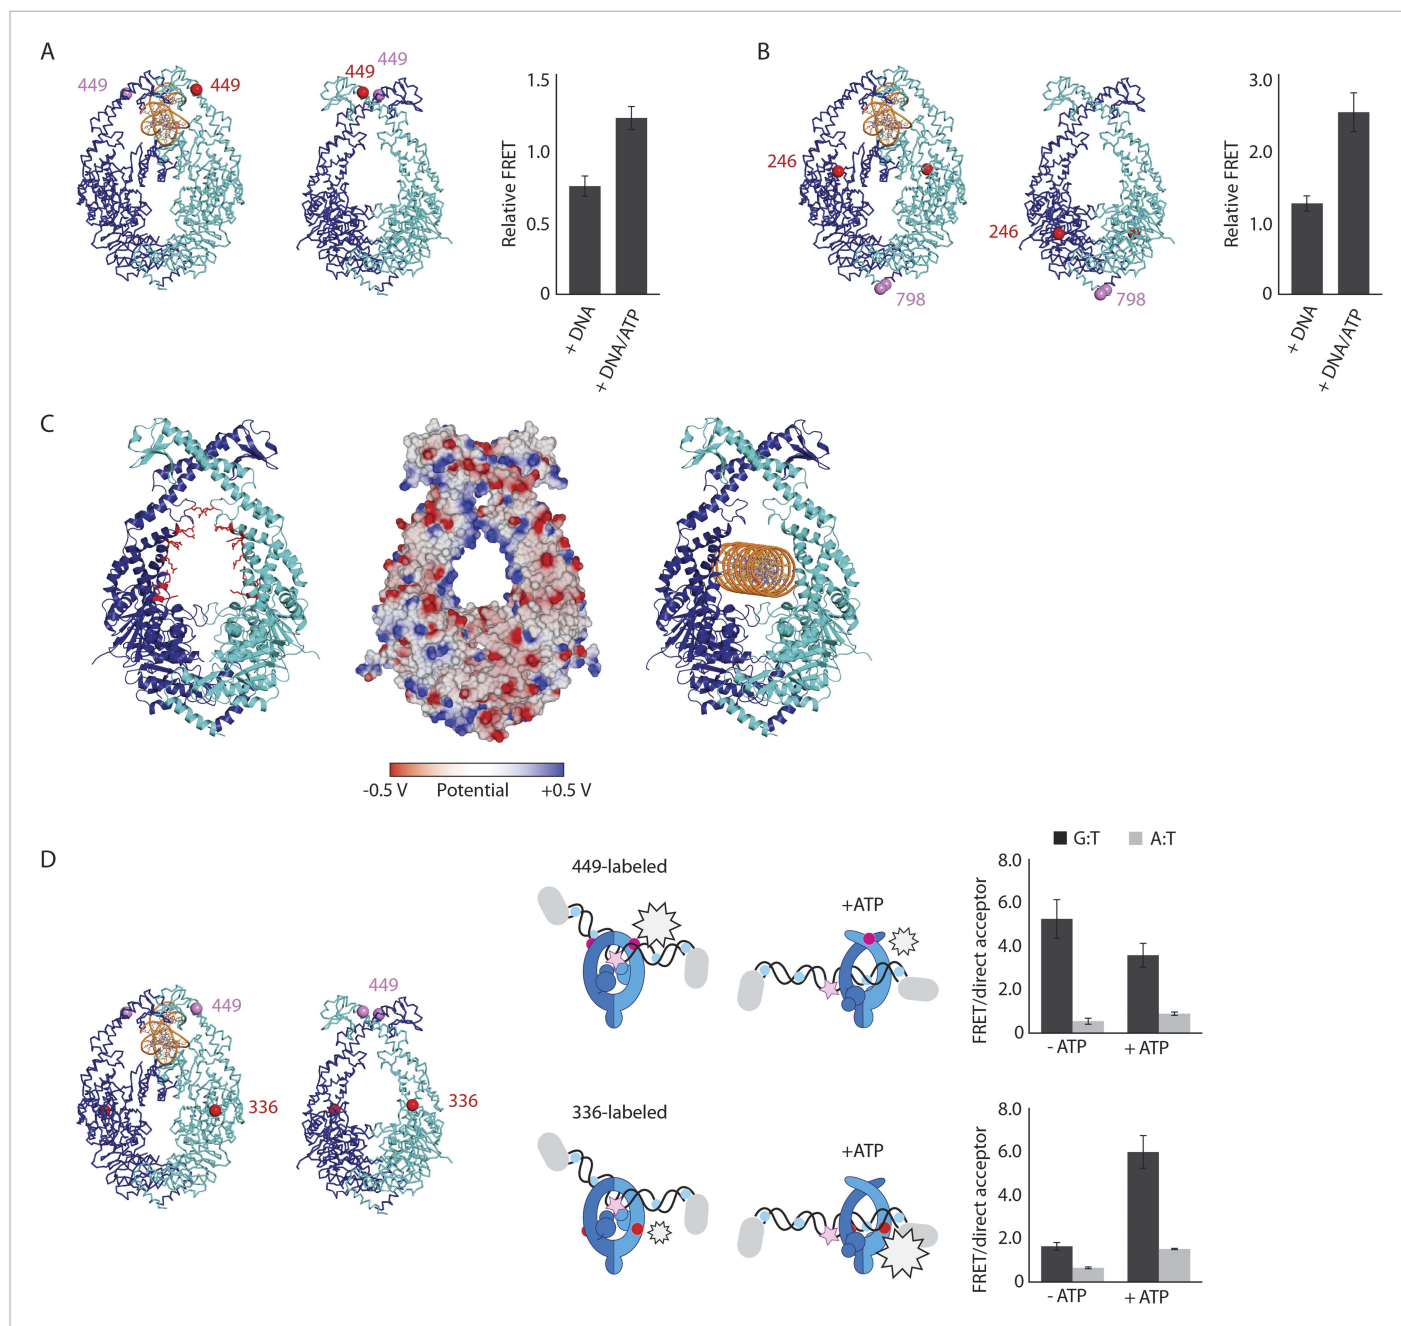 A
449
449
449
449
Relative FRET
1.5
1.0
0.5
0
+ DNA
+ DNA/ATP
B
246
798
246
798
Relative FRET
3.0
2.0
1.0
0
+ DNA
+ DNA/ATP
C
-0.5 V Potential +0.5 V
D
449
336
449
336
449-labeled
+ATP
336-labeled
+ATP
G:T A:T
FRET/direct acceptor
8.0
6.0
4.0
2.0
0
- ATP + ATP
FRET/direct acceptor
8.0
6.0
4.0
2.0
0
- ATP + ATP